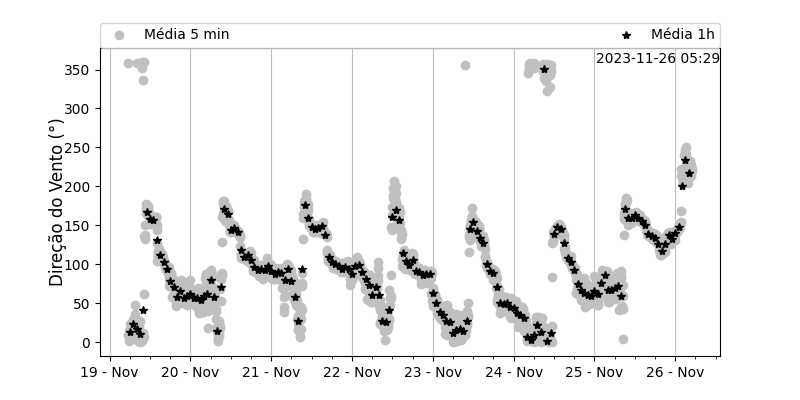 Média 5 min
Média 1h
2023-11-26 05:29
Direção do Vento (°)
350
300
250
200
150
100
50
0
19 - Nov
20 - Nov
21 - Nov
22 - Nov
23 - Nov
24 - Nov
25 - Nov
26 - Nov